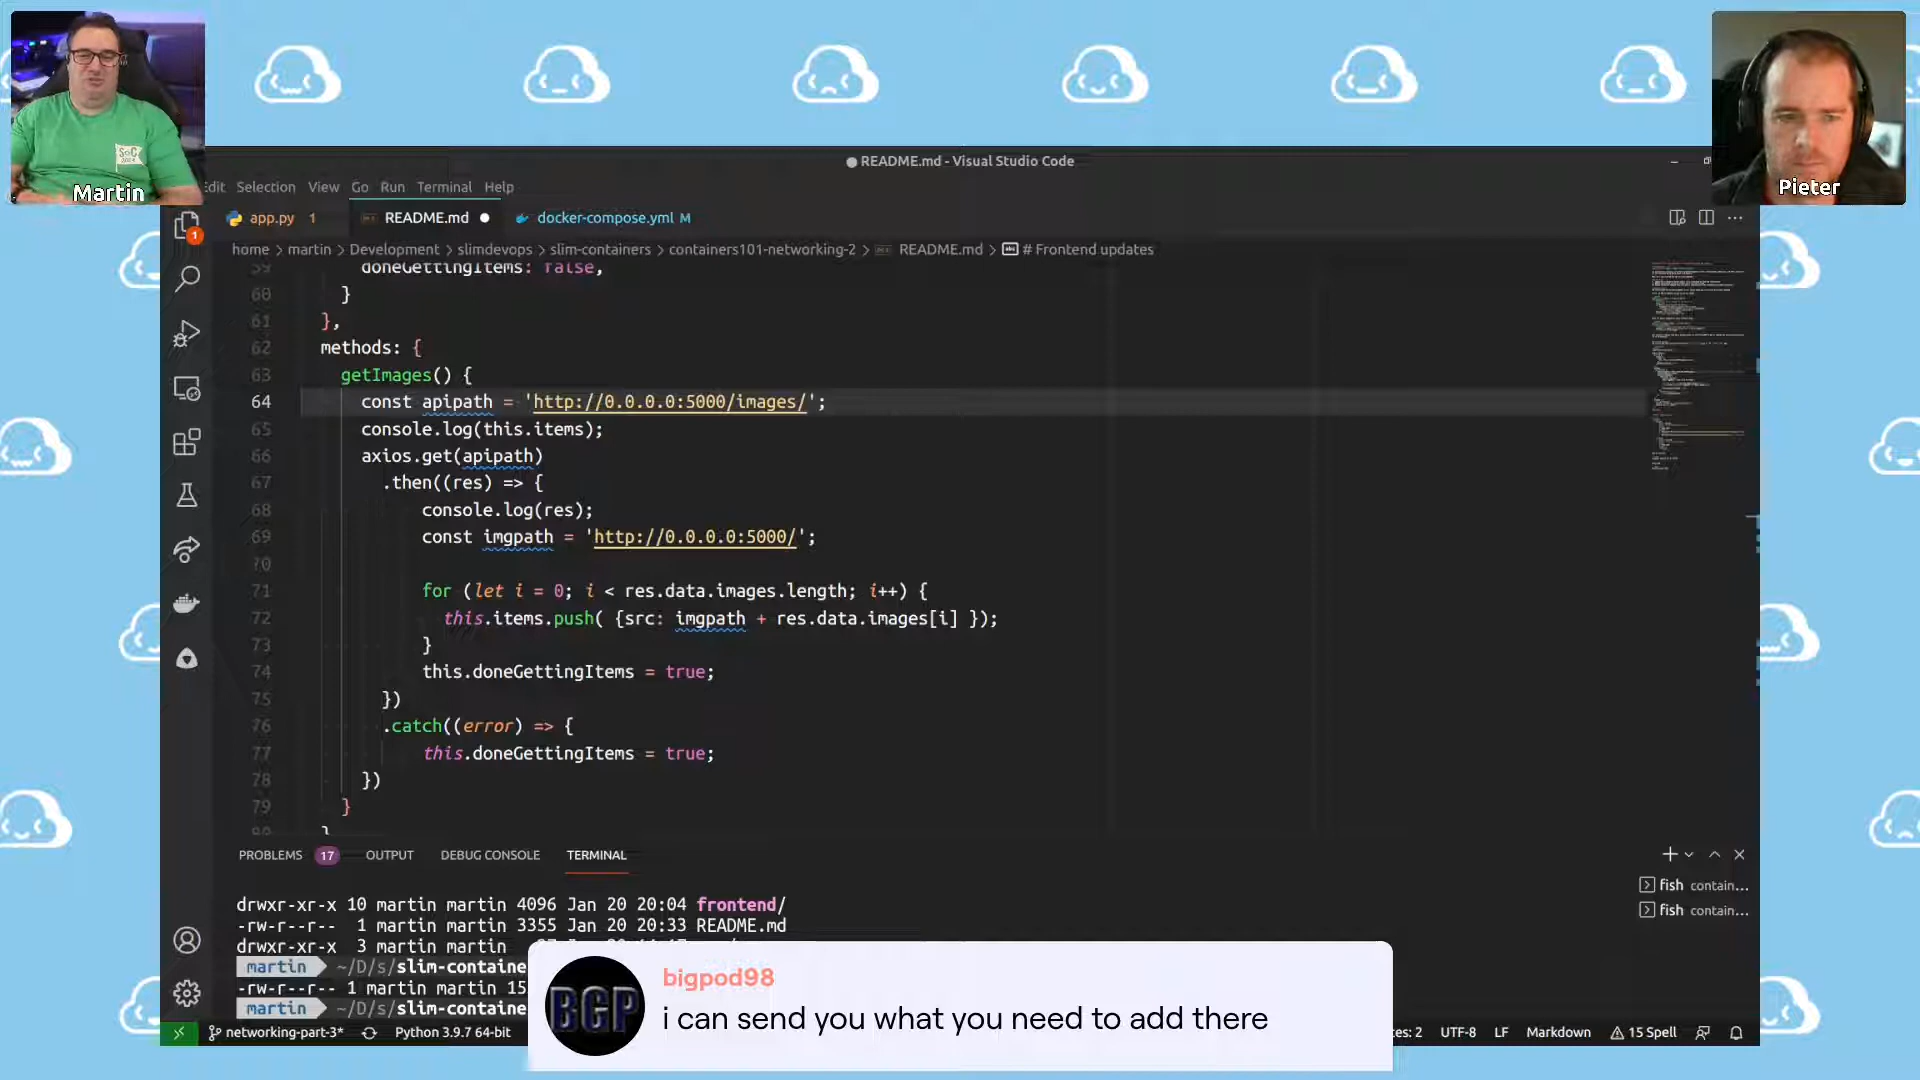 Martin
SoC
Pieter
README.md - Visual Studio Code
Edit Selection View Go Run Terminal Help
app.py 1 README.md docker-compose.yml M
1
home > martin > Development > slimdevops > slim-containers > containers101-networking-2 > README.md > # Frontend updates
59 doneGettingItems: false,
60 }
61 },
62 methods: {
63 getImages() {
64 const apipath = 'http://0.0.0.0:5000/images/';
65 console.log(this.items);
66 axios.get(apipath)
67 .then((res) => {
68 console.log(res);
69 const imgpath = 'http://0.0.0.0:5000/';
70
71 for (let i = 0; i < res.data.images.length; i++) {
72 this.items.push( {src: imgpath + res.data.images[i] });
73 }
74 this.doneGettingItems = true;
75 })
76 .catch((error) => {
77 this.doneGettingItems = true;
78 })
79 }
80 }
PROBLEMS 17 OUTPUT DEBUG CONSOLE TERMINAL
fish contain...
fish contain...
drwxr-xr-x 10 martin martin 4096 Jan 20 20:04 frontend/
-rw-r--r-- 1 martin martin 3355 Jan 20 20:33 README.md
drwxr-xr-x 3 martin martin
martin ~/D/s/slim-containe
-rw-r--r-- 1 martin martin 15
martin ~/D/s/slim-containe
BGP
bigpod98
i can send you what you need to add there
networking-part-3* Python 3.9.7 64-bit
es: 2 UTF-8 LF Markdown 15 Spell